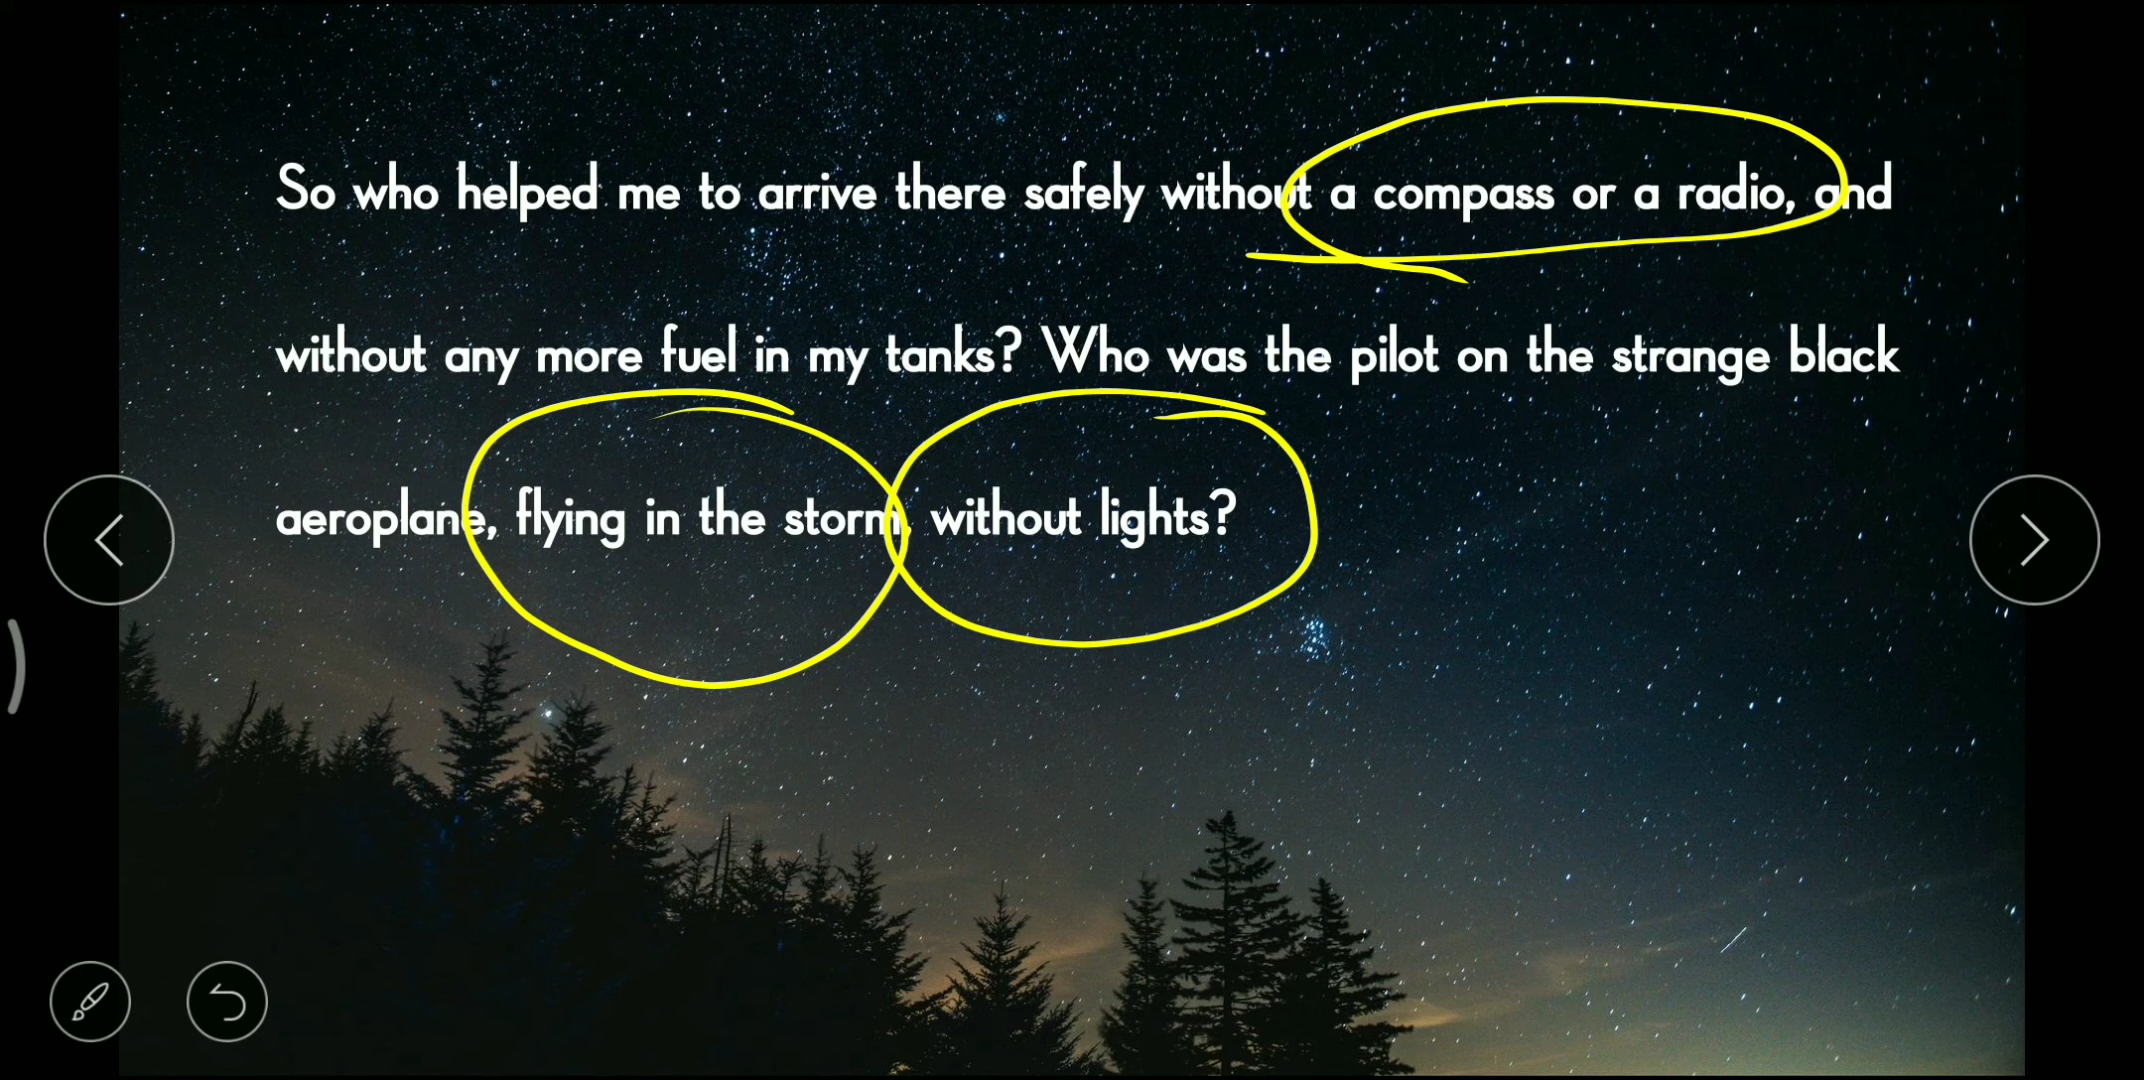 So who helped me to arrive there safely without a compass or a radio, and
without any more fuel in my tanks? Who was the pilot on the strange black
aeroplane, flying in the storm, without lights?